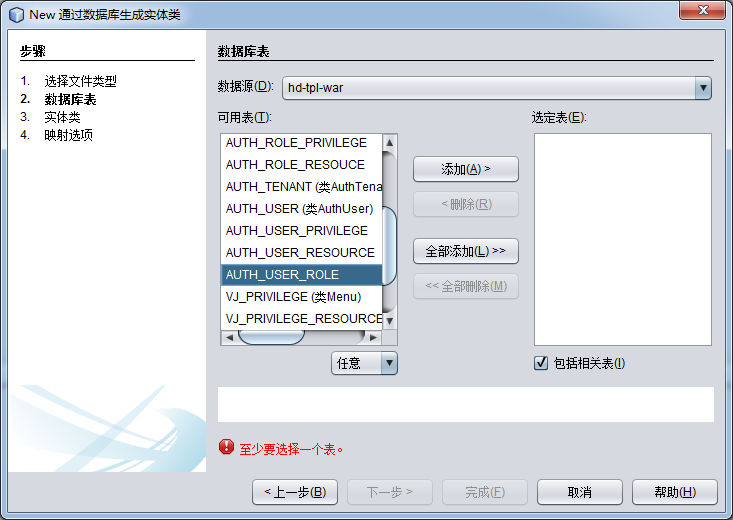 New 通过数据库生成实体类
步骤
1. 选择文件类型
2. 数据库表
3. 实体类
4. 映射选项
数据库表
数据源(D): hd-tpl-war
可用表(T):
AUTH_ROLE_PRIVILEGE
AUTH_ROLE_RESOUCE
AUTH_TENANT (类AuthTena
AUTH_USER (类AuthUser)
AUTH_USER_PRIVILEGE
AUTH_USER_RESOURCE
AUTH_USER_ROLE
VJ_PRIVILEGE (类Menu)
VJ_PRIVILEGE_RESOURCE
任意
添加(A) >
< 删除(R)
全部添加(L) >>
<< 全部删除(M)
选定表(E):
包括相关表(I)
至少要选择一个表。
< 上一步(B)
下一步 >
完成(F)
取消
帮助(H)